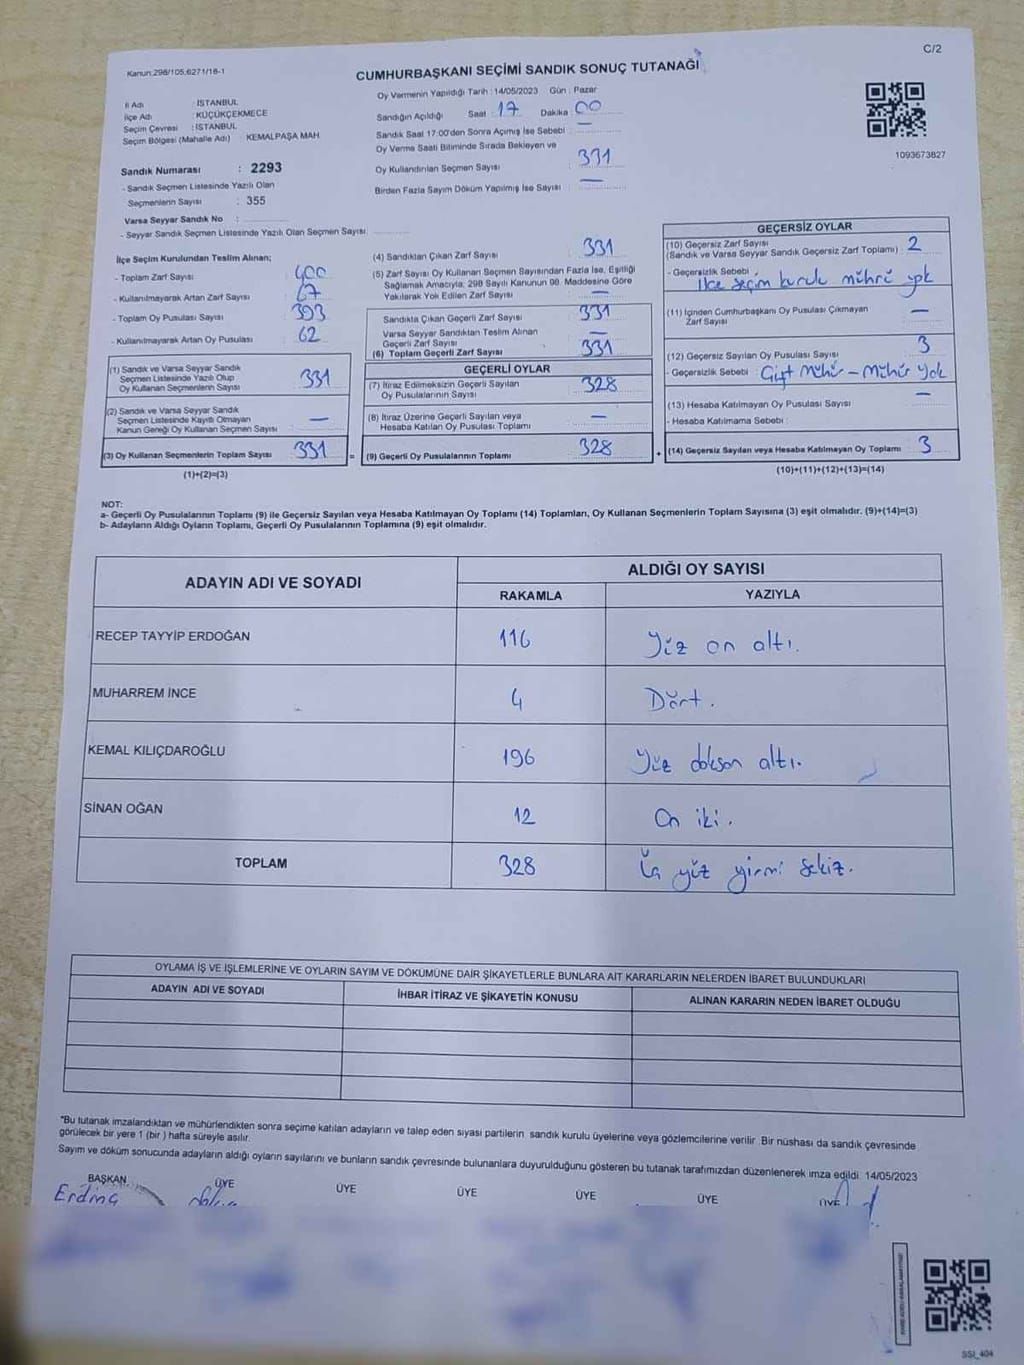 C/2
Kanun:298/105,6271/18-1
CUMHURBAŞKANI SEÇİMİ SANDIK SONUÇ TUTANAĞI
İl Adı : İSTANBUL
İlçe Adı : KÜÇÜKÇEKMECE
Seçim Çevresi : İSTANBUL
Seçim Bölgesi (Mahalle Adı) KEMALPAŞA MAH.
Sandık Numarası : 2293
- Sandık Seçmen Listesinde Yazılı Olan
Seçmenlerin Sayısı : 355
Varsa Seyyar Sandık No :
- Seyyar Sandık Seçmen Listesinde Yazılı Olan Seçmen Sayısı:
Oy Vermenin Yapıldığı Tarih : 14/05/2023 Gün : Pazar
Sandığın Açıldığı Saat : 17 Dakika : 00
Sandık Saat 17:00'den Sonra Açımış İse Sebebi : —
Oy Verme Saati Bitiminde Sırada Bekleyen ve
Oy Kullandırılan Seçmen Sayısı : 331
Birden Fazla Sayım Döküm Yapılmış İse Sayısı : —
1093673827
İlçe Seçim Kurulundan Teslim Alınan;
- Toplam Zarf Sayısı : 400
- Kullanılmayarak Artan Zarf Sayısı : 67
- Toplam Oy Pusulası Sayısı : 393
- Kullanılmayarak Artan Oy Pusulası : 62
(1) Sandık ve Varsa Seyyar Sandık
Seçmen Listesinde Yazılı Olup
Oy Kullanan Seçmenlerin Sayısı : 331
(2) Sandık ve Varsa Seyyar Sandık
Seçmen Listesinde Kayıtlı Olmayan
Kanun Gereği Oy Kullanan Seçmen Sayısı : —
(3) Oy Kullanan Seçmenlerin Toplam Sayısı : 331
(1)+(2)=(3)
(4) Sandıktan Çıkan Zarf Sayısı : 331
(5) Zarf Sayısı Oy Kullanan Seçmen Sayısından Fazla İse, Eşitliği
Sağlamak Amacıyla, 298 Sayılı Kanunun 98. Maddesine Göre
Yakılarak Yok Edilen Zarf Sayısı : —
Sandıkta Çıkan Geçerli Zarf Sayısı : 331
Varsa Seyyar Sandıktan Teslim Alınan
Geçerli Zarf Sayısı : —
(6) Toplam Geçerli Zarf Sayısı : 331
GEÇERLİ OYLAR
(7) İtiraz Edilmeksizin Geçerli Sayılan
Oy Pusulalarının Sayısı : 328
(8) İtiraz Üzerine Geçerli Sayılan veya
Hesaba Katılan Oy Pusulası Toplamı : —
= (9) Geçerli Oy Pusulalarının Toplamı : 328
GEÇERSİZ OYLAR
(10) Geçersiz Zarf Sayısı
(Sandık ve Varsa Seyyar Sandık Geçersiz Zarf Toplamı) : 2
- Geçersizlik Sebebi : İlçe seçim kurulu mührü yok
(11) İçinden Cumhurbaşkanı Oy Pusulası Çıkmayan
Zarf Sayısı : —
(12) Geçersiz Sayılan Oy Pusulası Sayısı : 3
- Geçersizlik Sebebi : Çift Mühür - Mühür Yok
(13) Hesaba Katılmayan Oy Pusulası Sayısı : —
- Hesaba Katılmama Sebebi :
+ (14) Geçersiz Sayılan veya Hesaba Katılmayan Oy Toplamı : 3
(10)+(11)+(12)+(13)=(14)
NOT:
a- Geçerli Oy Pusulalarının Toplamı (9) ile Geçersiz Sayılan veya Hesaba Katılmayan Oy Toplamı (14) Toplamları, Oy Kullanan Seçmenlerin Toplam Sayısına (3) eşit olmalıdır. (9)+(14)=(3)
b- Adayların Aldığı Oyların Toplamı, Geçerli Oy Pusulalarının Toplamına (9) eşit olmalıdır.
ADAYIN ADI VE SOYADI ALDIĞI OY SAYISI
RAKAMLA YAZIYLA
RECEP TAYYİP ERDOĞAN 116 Yüz on altı.
MUHARREM İNCE 4 Dört.
KEMAL KILIÇDAROĞLU 196 Yüz doksan altı.
SİNAN OĞAN 12 On iki.
TOPLAM 328 Üç yüz yirmi sekiz.
OYLAMA İŞ VE İŞLEMLERİNE VE OYLARIN SAYIM VE DÖKÜMÜNE DAİR ŞİKAYETLERLE BUNLARA AİT KARARLARIN NELERDEN İBARET BULUNDUKLARI
ADAYIN ADI VE SOYADI İHBAR İTİRAZ VE ŞİKAYETİN KONUSU ALINAN KARARIN NEDEN İBARET OLDUĞU
*Bu tutanak imzalandıktan ve mühürlendikten sonra seçime katılan adayların ve talep eden siyasi partilerin sandık kurulu üyelerine veya gözlemcilerine verilir. Bir nüshası da sandık çevresinde
görülecek bir yere 1 (bir ) hafta süreyle asılır.
Sayım ve döküm sonucunda adayların aldığı oyların sayılarını ve bunların sandık çevresinde bulunanlara duyurulduğunu gösteren bu tutanak tarafımızdan düzenlenerek imza edildi. 14/05/2023
BAŞKAN ÜYE ÜYE ÜYE ÜYE ÜYE ÜYE
Erdinç
SSI_404